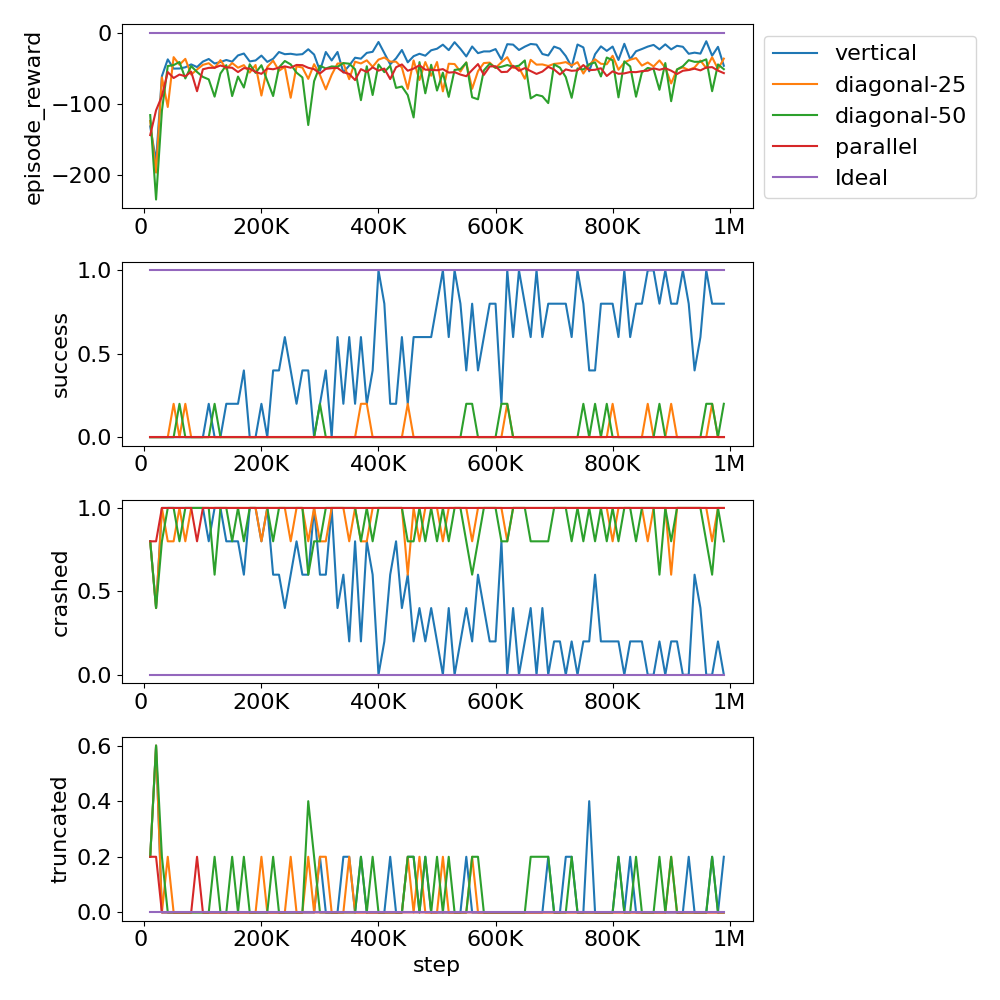 episode_reward
0
−100
−200
0
200K
400K
600K
800K
1M
vertical
diagonal-25
diagonal-50
parallel
Ideal
success
1.0
0.5
0.0
0
200K
400K
600K
800K
1M
crashed
1.0
0.5
0.0
0
200K
400K
600K
800K
1M
truncated
0.6
0.4
0.2
0.0
0
200K
400K
600K
800K
1M
step